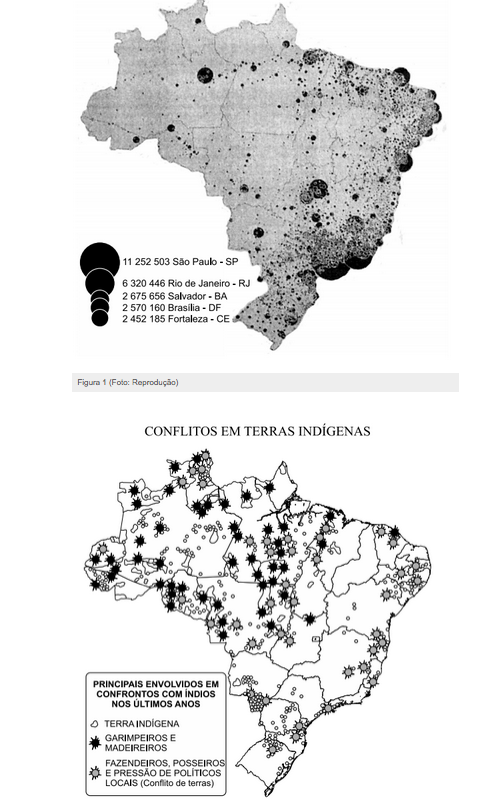 11 252 503 São Paulo - SP
6 320 446 Rio de Janeiro - RJ
2 675 656 Salvador - BA
2 570 160 Brasília - DF
2 452 185 Fortaleza - CE
Figura 1 (Foto: Reprodução)
CONFLITOS EM TERRAS INDÍGENAS
PRINCIPAIS ENVOLVIDOS EM
CONFRONTOS COM ÍNDIOS
NOS ÚLTIMOS ANOS
TERRA INDÍGENA
GARIMPEIROS E
MADEIREIROS
FAZENDEIROS, POSSEIROS
E PRESSÃO DE POLÍTICOS
LOCAIS (Conflito de terras)